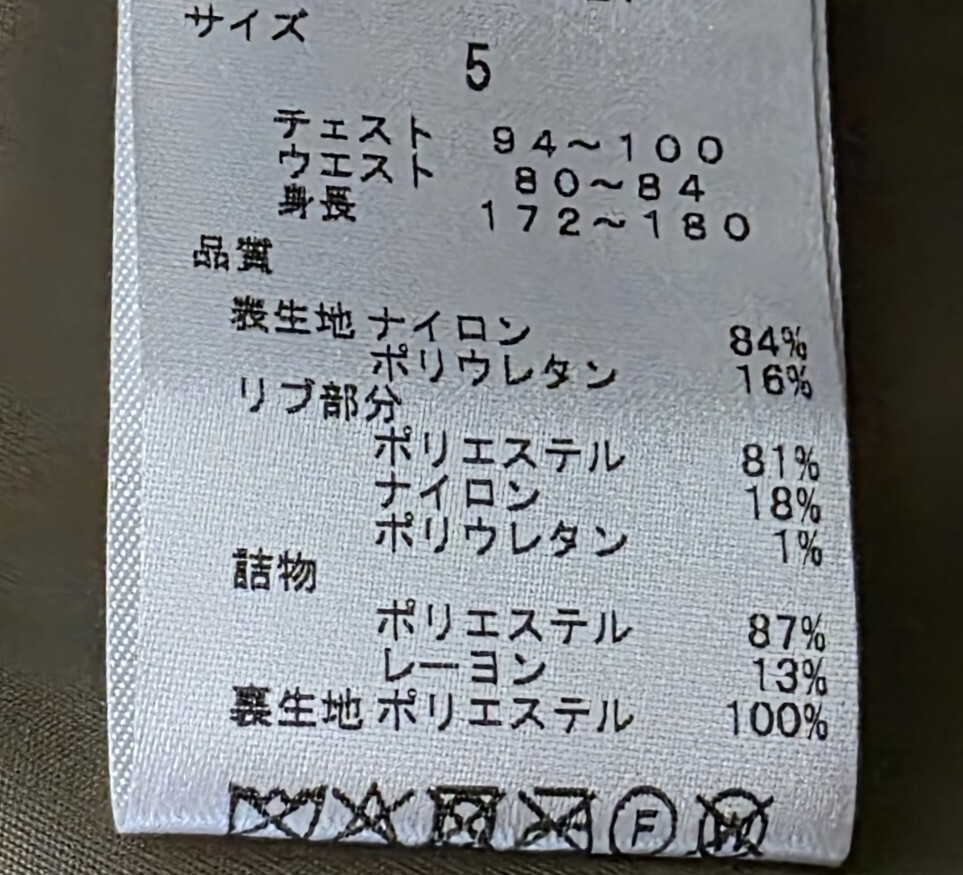 サイズ
5
チェスト 94～100
ウエスト 80～84
身長 172～180
品質
表生地 ナイロン 84%
ポリウレタン 16%
リブ部分
ポリエステル 81%
ナイロン 18%
ポリウレタン 1%
詰物
ポリエステル 87%
レーヨン 13%
裏生地 ポリエステル 100%
F